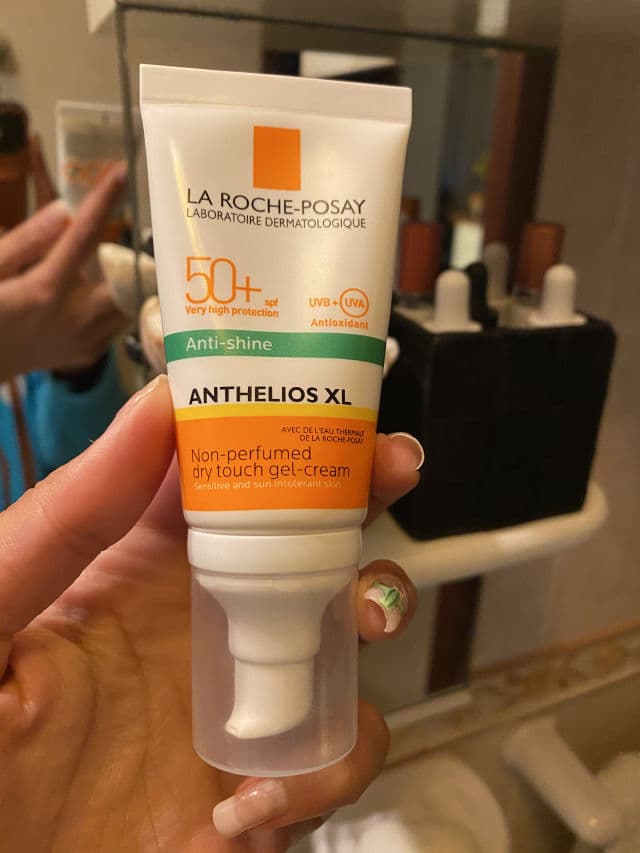 LA ROCHE-POSAY
LABORATOIRE DERMATOLOGIQUE
50+ spf
Very high protection
UVB + UVA
Antioxidant
Anti-shine
ANTHELIOS XL
AVEC DE L'EAU THERMALE
DE LA ROCHE-POSAY
Non-perfumed
dry touch gel-cream
Sensitive and sun intolerant skin